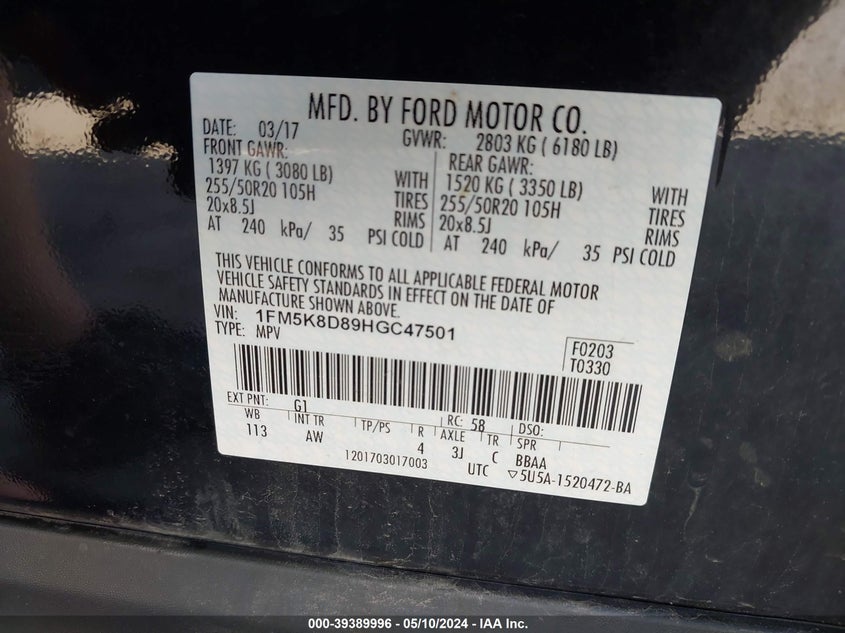 MFD. BY FORD MOTOR CO.
DATE: 03/17 GVWR: 2803 KG ( 6180 LB)
FRONT GAWR: REAR GAWR:
1397 KG ( 3080 LB) WITH 1520 KG ( 3350 LB) WITH
255/50R20 105H TIRES 255/50R20 105H TIRES
20x8.5J RIMS 20x8.5J RIMS
AT 240 kPa/ 35 PSI COLD AT 240 kPa/ 35 PSI COLD
THIS VEHICLE CONFORMS TO ALL APPLICABLE FEDERAL MOTOR
VEHICLE SAFETY STANDARDS IN EFFECT ON THE DATE OF
MANUFACTURE SHOWN ABOVE.
VIN: 1FM5K8D89HGC47501
TYPE: MPV
F0203
T0330
EXT PNT: G1 RC: 58 DSO:
WB INT TR TP/PS R AXLE TR SPR
113 AW 4 3J C BBAA
1201703017003 UTC ▽5U5A-1520472-BA
000-39389996 - 05/10/2024 - IAA Inc.